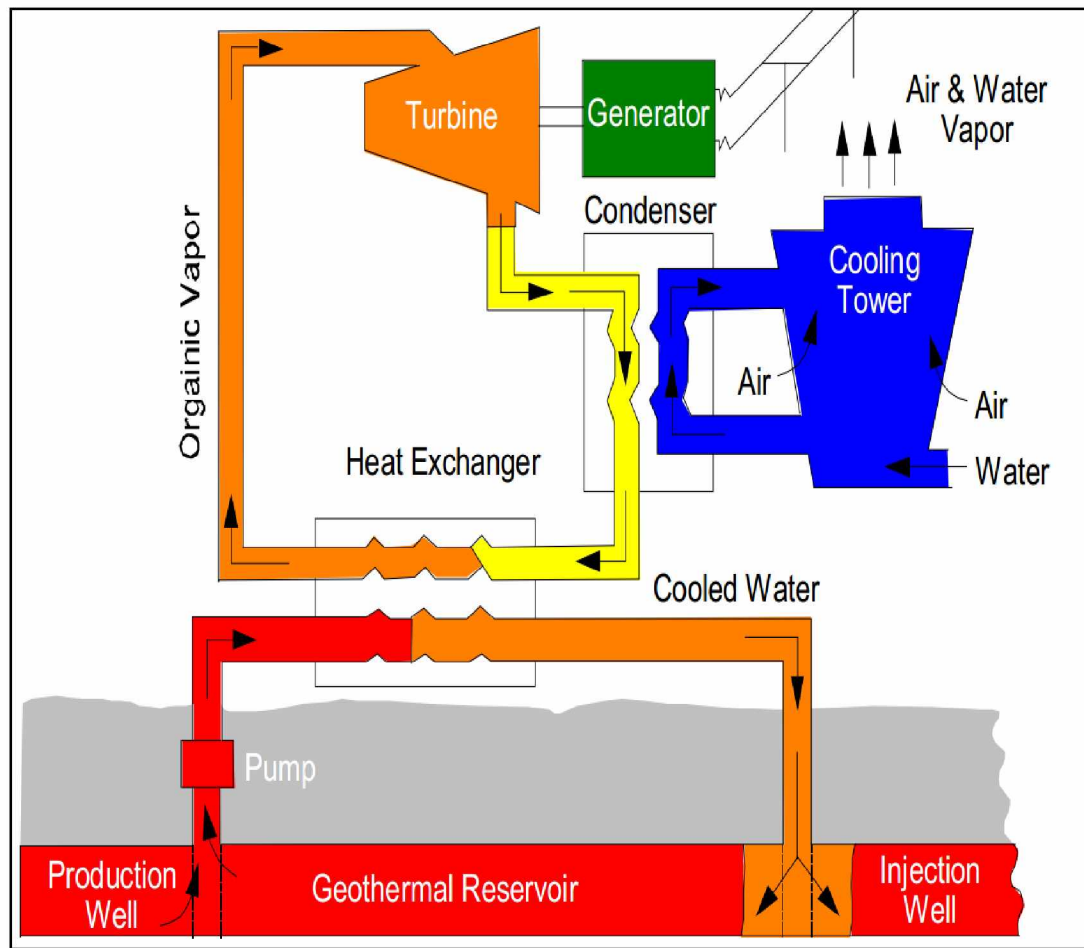 Turbine
Generator
Air & Water
Vapor
Orgainic Vapor
Condenser
Cooling
Tower
Air
Air
Water
Heat Exchanger
Cooled Water
Pump
Production
Well
Geothermal Reservoir
Injection
Well